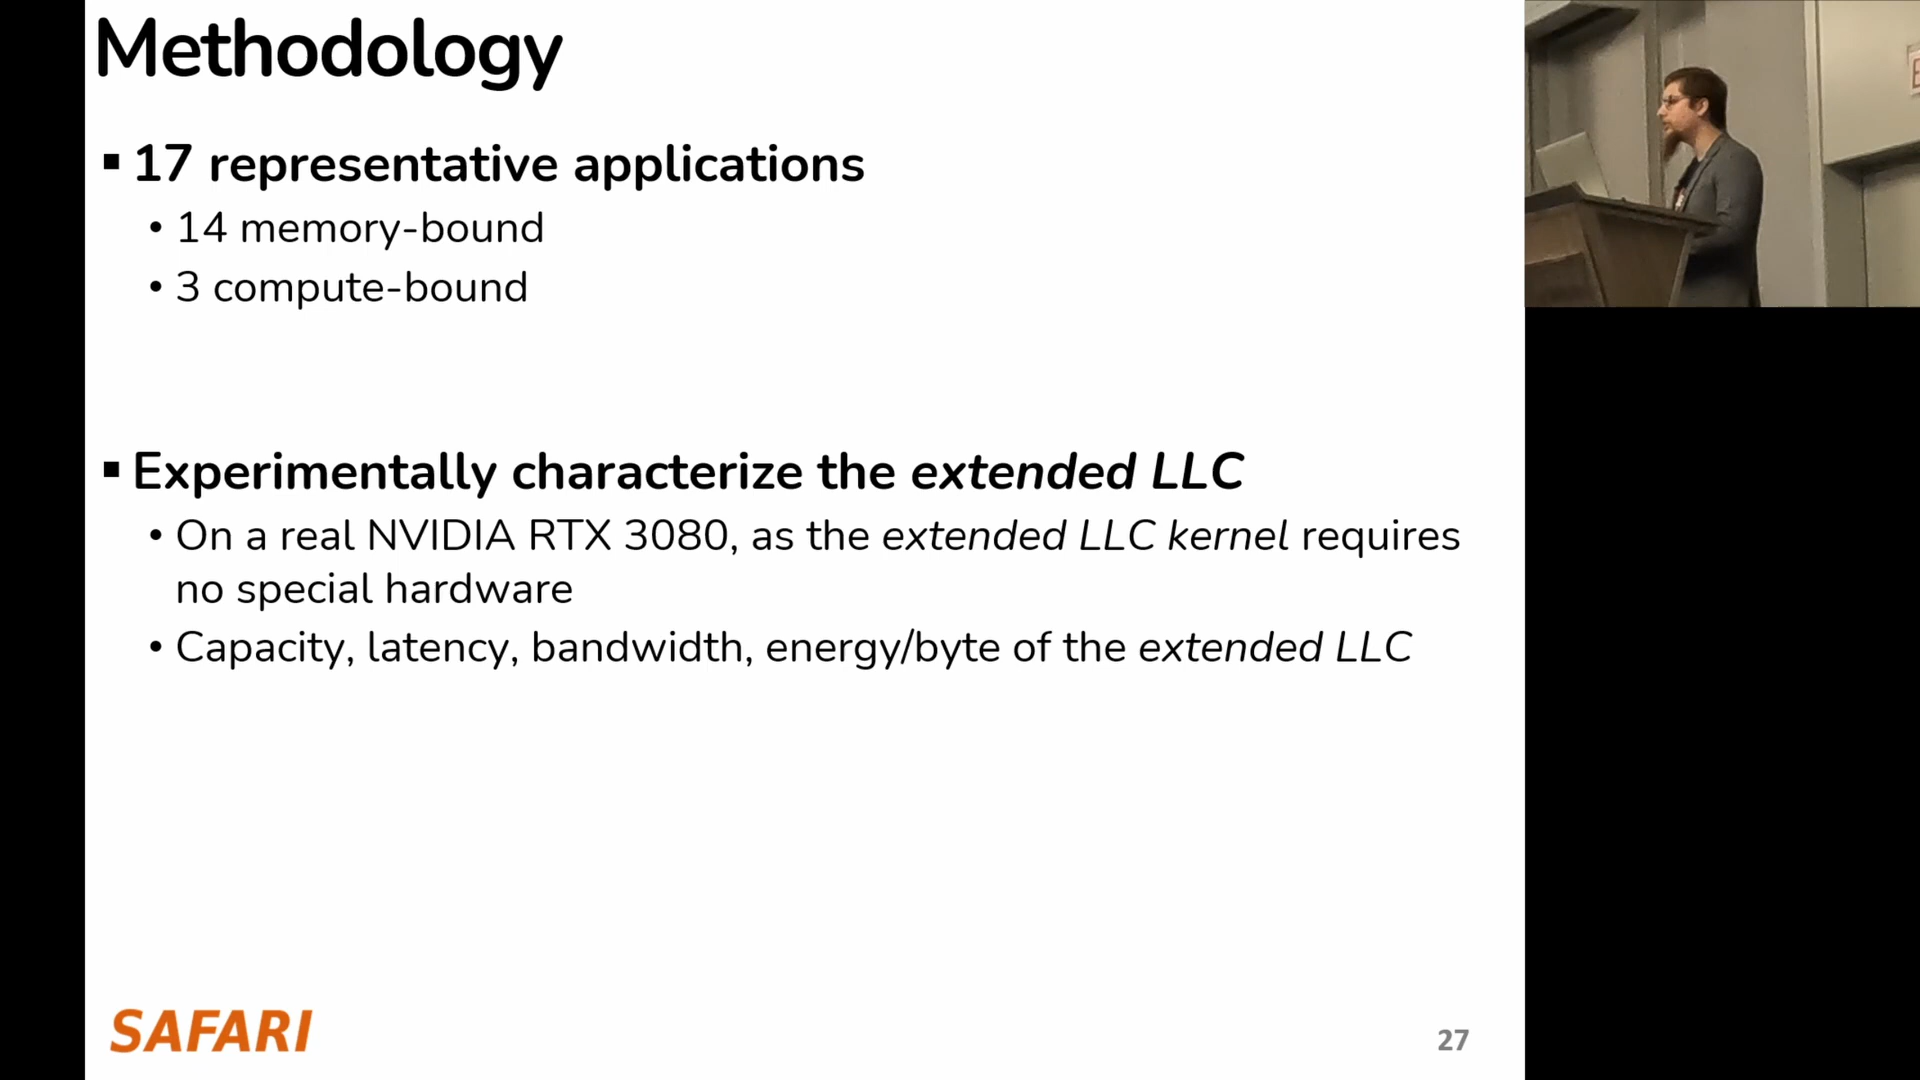 Methodology
▪ 17 representative applications
• 14 memory-bound
• 3 compute-bound
▪ Experimentally characterize the extended LLC
• On a real NVIDIA RTX 3080, as the extended LLC kernel requires
no special hardware
• Capacity, latency, bandwidth, energy/byte of the extended LLC
SAFARI
27